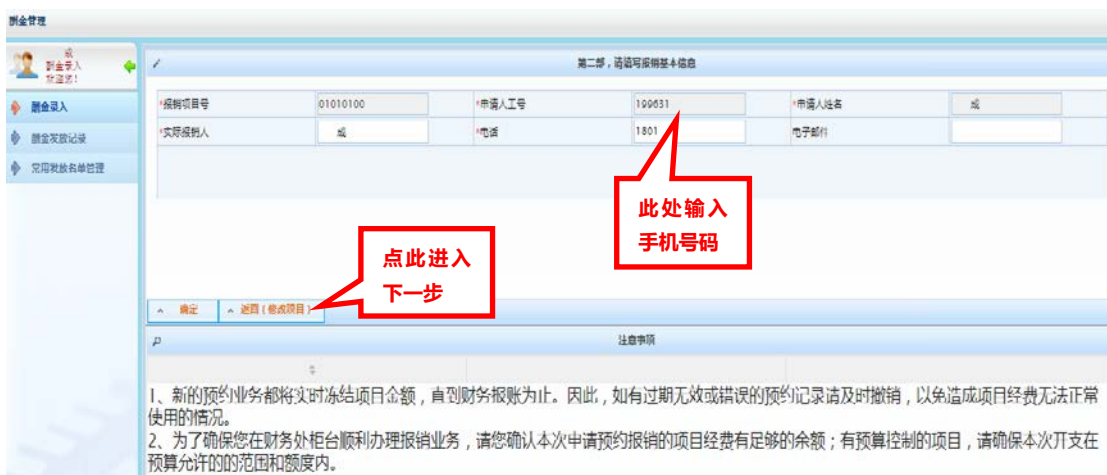 酬金管理
成
酬金录入
欢迎您!
酬金录入
酬金发放记录
常用发放名单管理
第二部,请填写报销基本信息
*报销项目号 01010100 *申请人工号 199631 *申请人姓名 成
*实际报销人 成 *电话 1801 电子邮件
此处输入
手机号码
点此进入
下一步
确定 返回(修改项目)
注意事项
1、新的预约业务都将实时冻结项目金额,直到财务报账为止。因此,如有过期无效或错误的预约记录请及时撤销,以免造成项目经费无法正常
使用的情况。
2、为了确保您在财务处柜台顺利办理报销业务,请您确认本次申请预约报销的项目经费有足够的余额;有预算控制的项目,请确保本次开支在
预算允许的的范围和额度内。